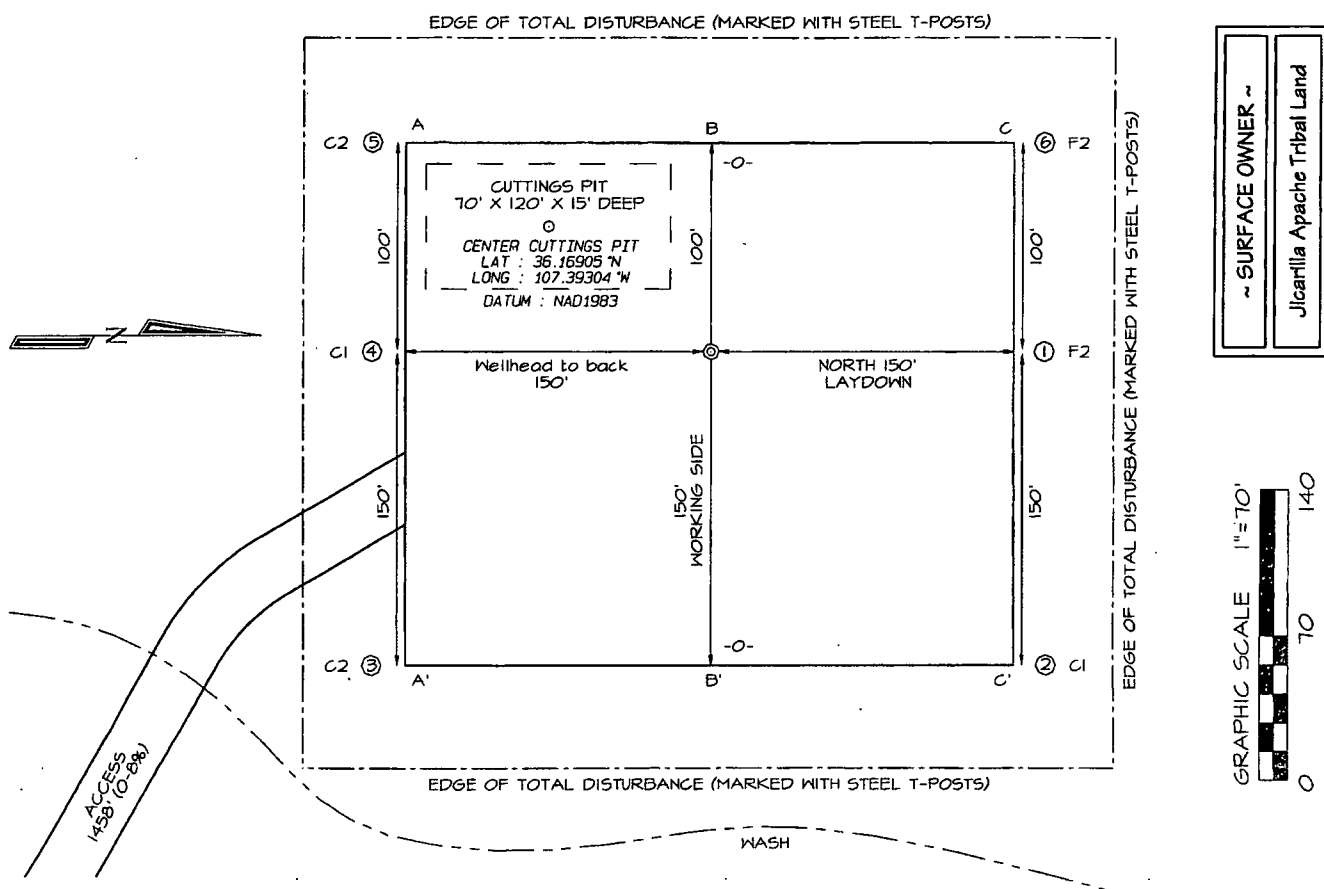 EDGE OF TOTAL DISTURBANCE (MARKED WITH STEEL T-POSTS)
~ SURFACE OWNER ~
Jicarilla Apache Tribal Land
A
B
C
C2 ⑤
⑥ F2
-0-
CUTTINGS PIT
70' X 120' X 15' DEEP
CENTER CUTTINGS PIT
LAT : 36.16905 °N
LONG : 107.39304 °W
DATUM : NAD1983
100'
100'
100'
N
C1 ④
① F2
Wellhead to back
150'
NORTH 150'
LAYDOWN
EDGE OF TOTAL DISTURBANCE (MARKED WITH STEEL T-POSTS)
150'
150'
WORKING SIDE
150'
-0-
C2 ③
② C1
A'
B'
C'
GRAPHIC SCALE 1"=70'
0
70
140
EDGE OF TOTAL DISTURBANCE (MARKED WITH STEEL T-POSTS)
ACCESS
1458' (0-8%)
WASH